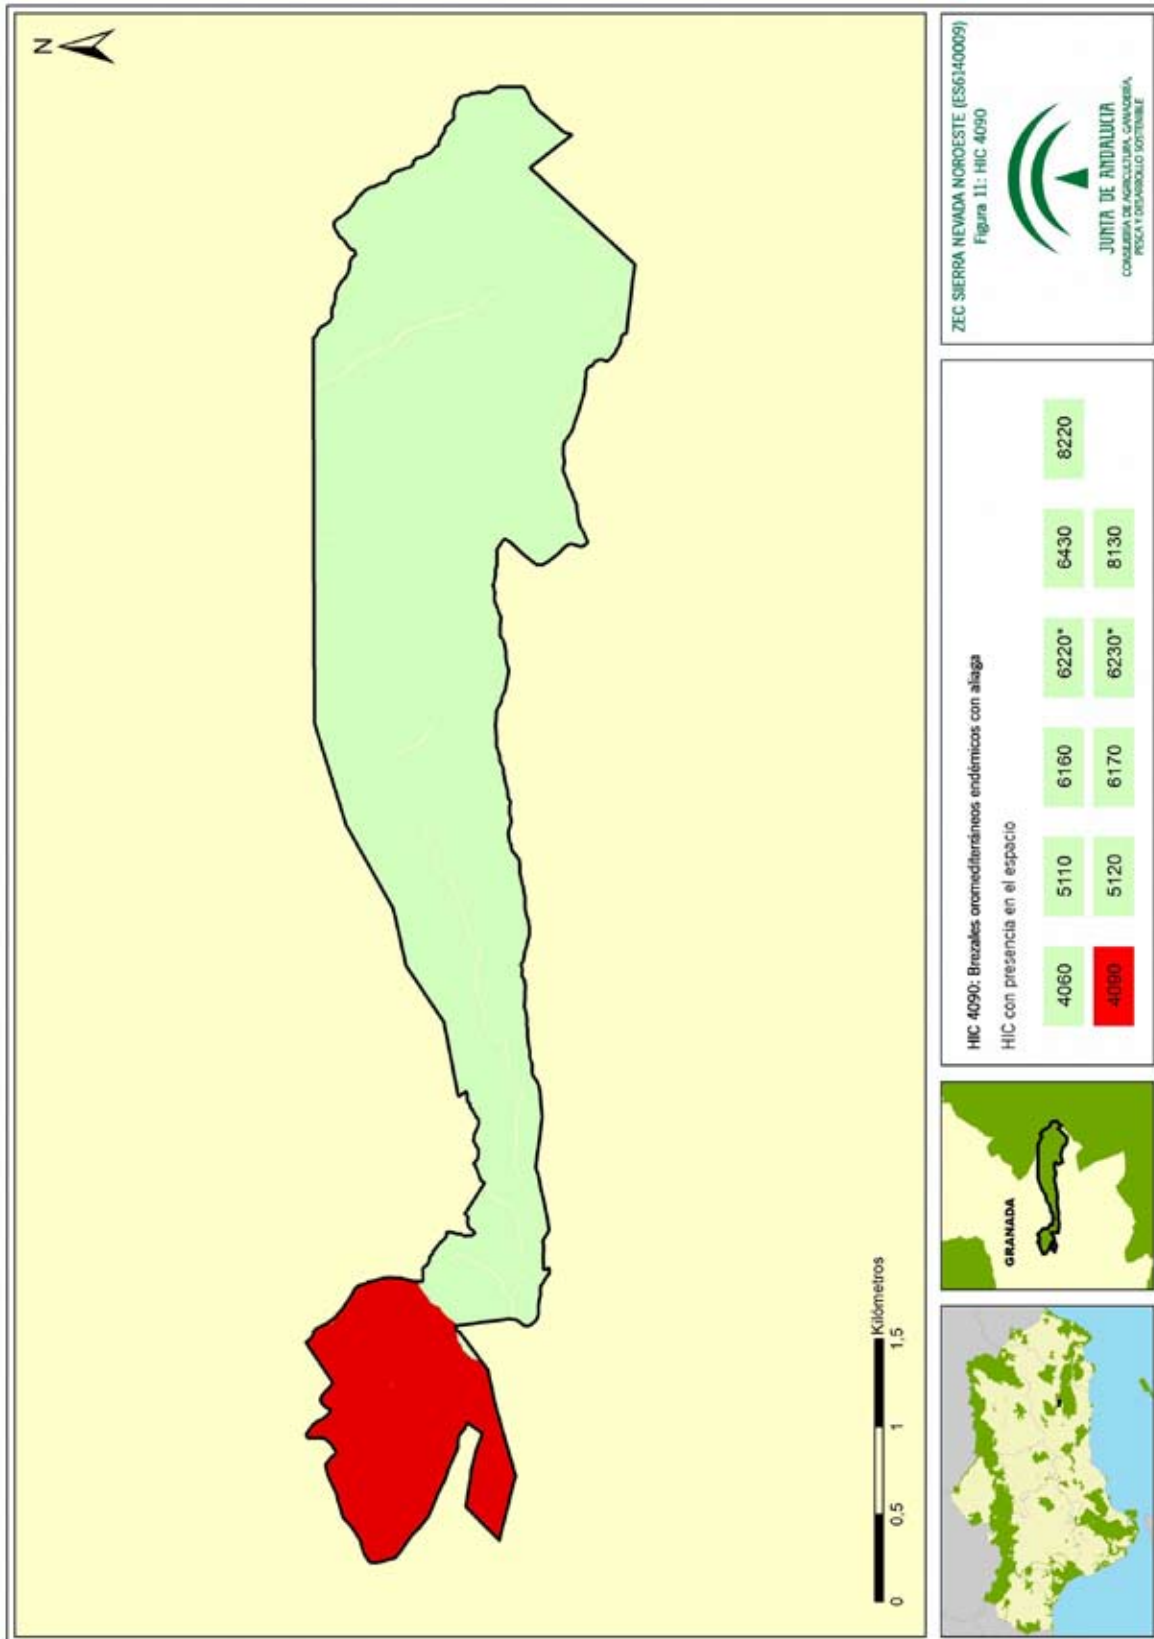 N
Kilómetros
0 0,5 1 1,5
GRANADA
HIC 4090: Brezales oromediterráneos endémicos con aliaga
HIC con presencia en el espacio
4060 5110 6160 6220* 6430 8220
4090 5120 6170 6230* 8130
ZEC SIERRA NEVADA NOROESTE (ES6140009)
Figura 11: HIC 4090
JUNTA DE ANDALUCIA
CONSEJERÍA DE AGRICULTURA, GANADERÍA,
PESCA Y DESARROLLO SOSTENIBLE